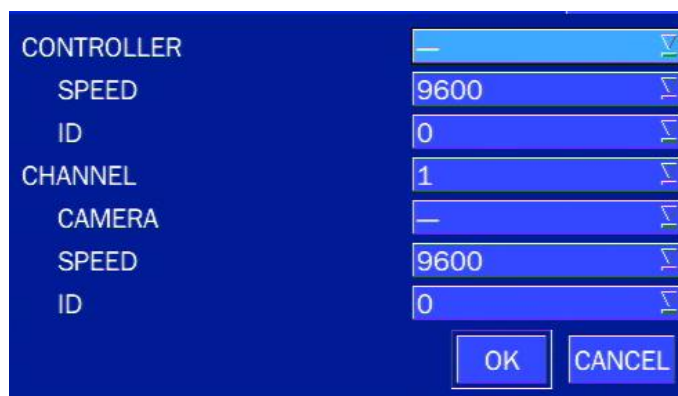 CONTROLLER —
SPEED 9600
ID 0
CHANNEL 1
CAMERA —
SPEED 9600
ID 0
OK CANCEL